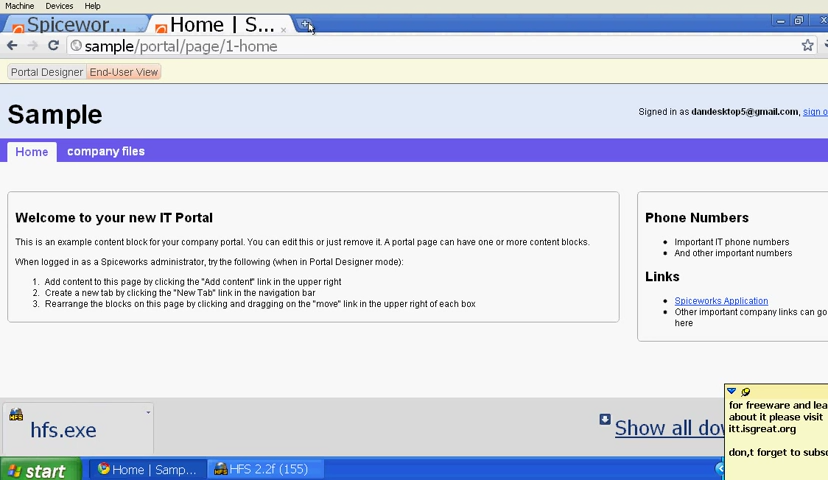 Machine Devices Help
Spicewor... Home | S...
sample/portal/page/1-home
Portal Designer End-User View
Sample
Signed in as dandesktop5@gmail.com, sign o
Home company files
Welcome to your new IT Portal
This is an example content block for your company portal. You can edit this or just remove it. A portal page can have one or more content blocks.
When logged in as a Spiceworks administrator, try the following (when in Portal Designer mode):
1. Add content to this page by clicking the "Add content" link in the upper right
2. Create a new tab by clicking the "New Tab" link in the navigation bar
3. Rearrange the blocks on this page by clicking and dragging on the "move" link in the upper right of each box
Phone Numbers
Important IT phone numbers
And other important numbers
Links
Spiceworks Application
Other important company links can go
here
HFS
hfs.exe
Show all dow
for freeware and lea
about it please visit
itt.isgreat.org
don,t forget to subsc
start Home | Samp... HFS 2.2f (155)